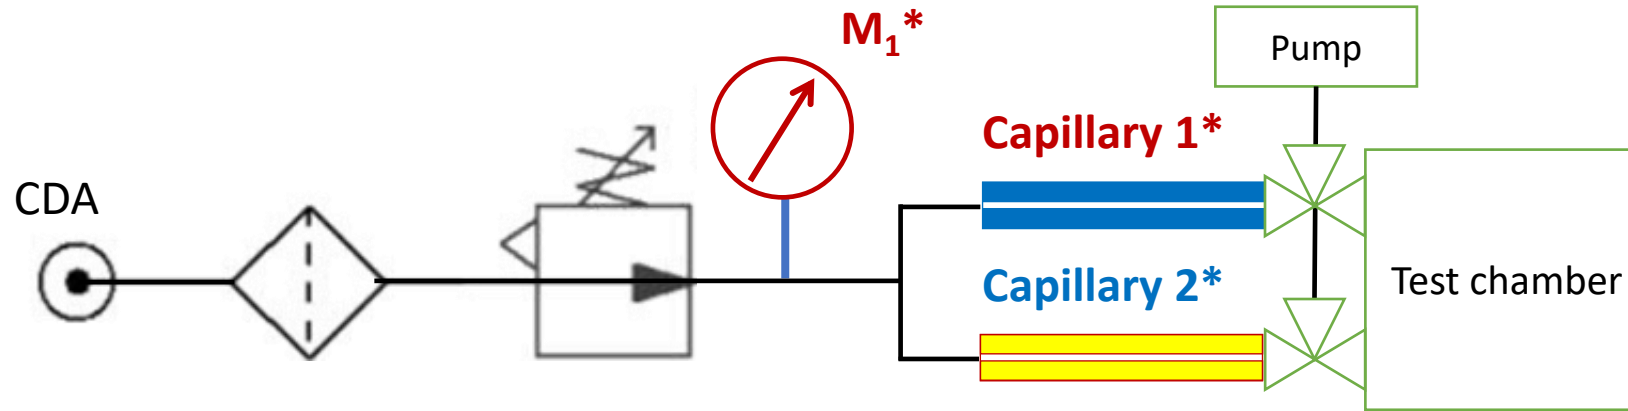 M₁*
Pump
Capillary 1*
CDA
Capillary 2*
Test chamber